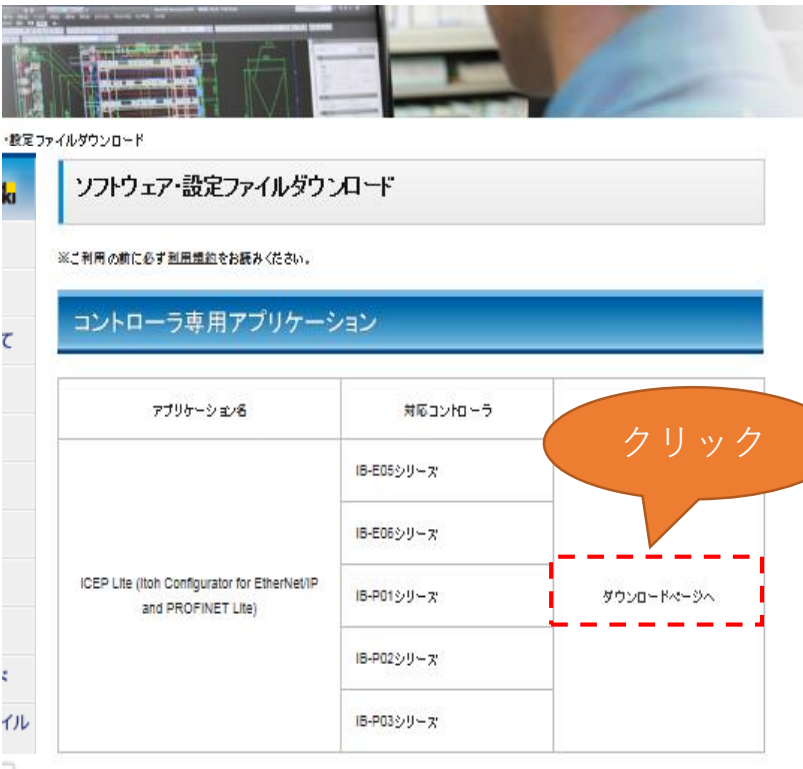 ・設定ファイルダウンロード
ソフトウェア・設定ファイルダウンロード
ki
※ご利用の前に必ず利用規約をお読みください。
コントローラ専用アプリケーション
て
アプリケーション名
対応コントローラ
クリック
IB-E05シリーズ
IB-E06シリーズ
ICEP Lite (Itoh Configurator for EtherNet/IP
and PROFINET Lite)
IB-P01シリーズ
ダウンロードページへ
IB-P02シリーズ
IB-P03シリーズ
イル